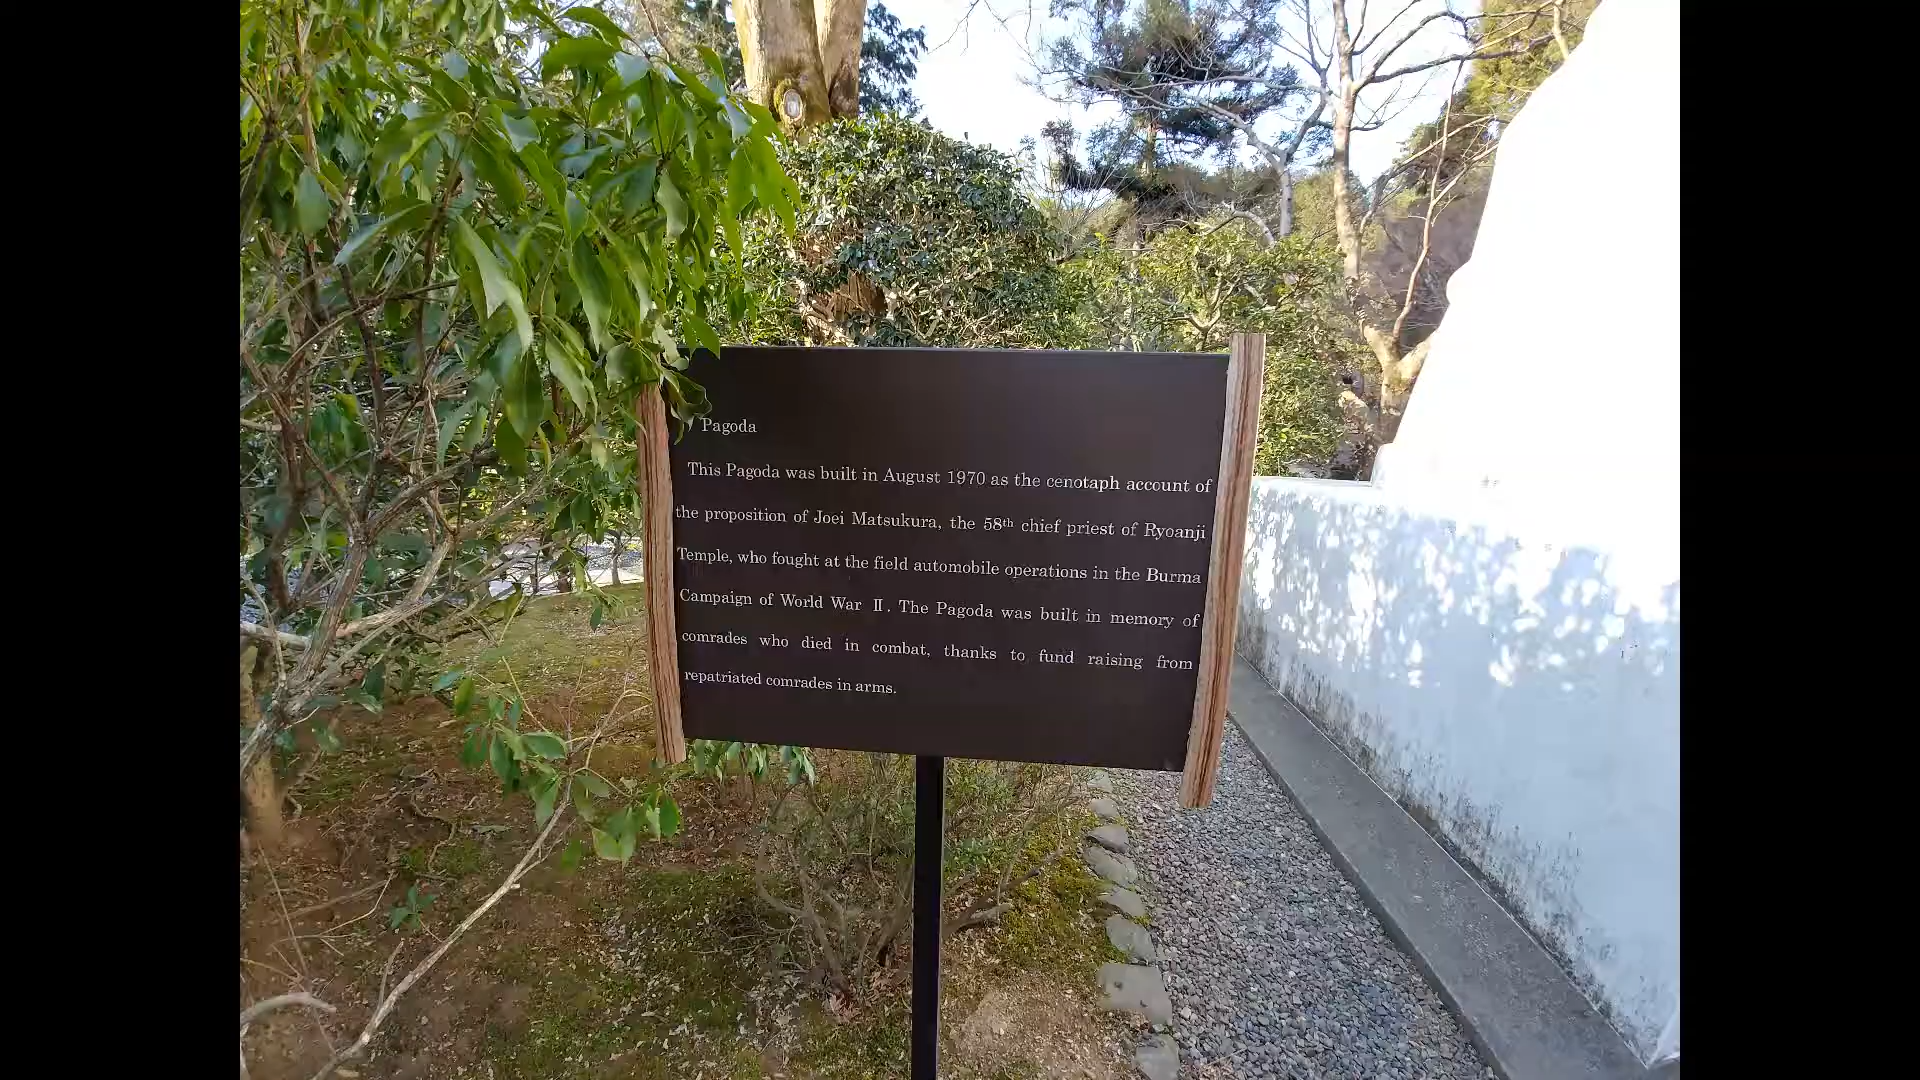 Pagoda
This Pagoda was built in August 1970 as the cenotaph account of
the proposition of Joei Matsukura, the 58th chief priest of Ryoanji
Temple, who fought at the field automobile operations in the Burma
Campaign of World War Ⅱ. The Pagoda was built in memory of
comrades who died in combat, thanks to fund raising from
repatriated comrades in arms.